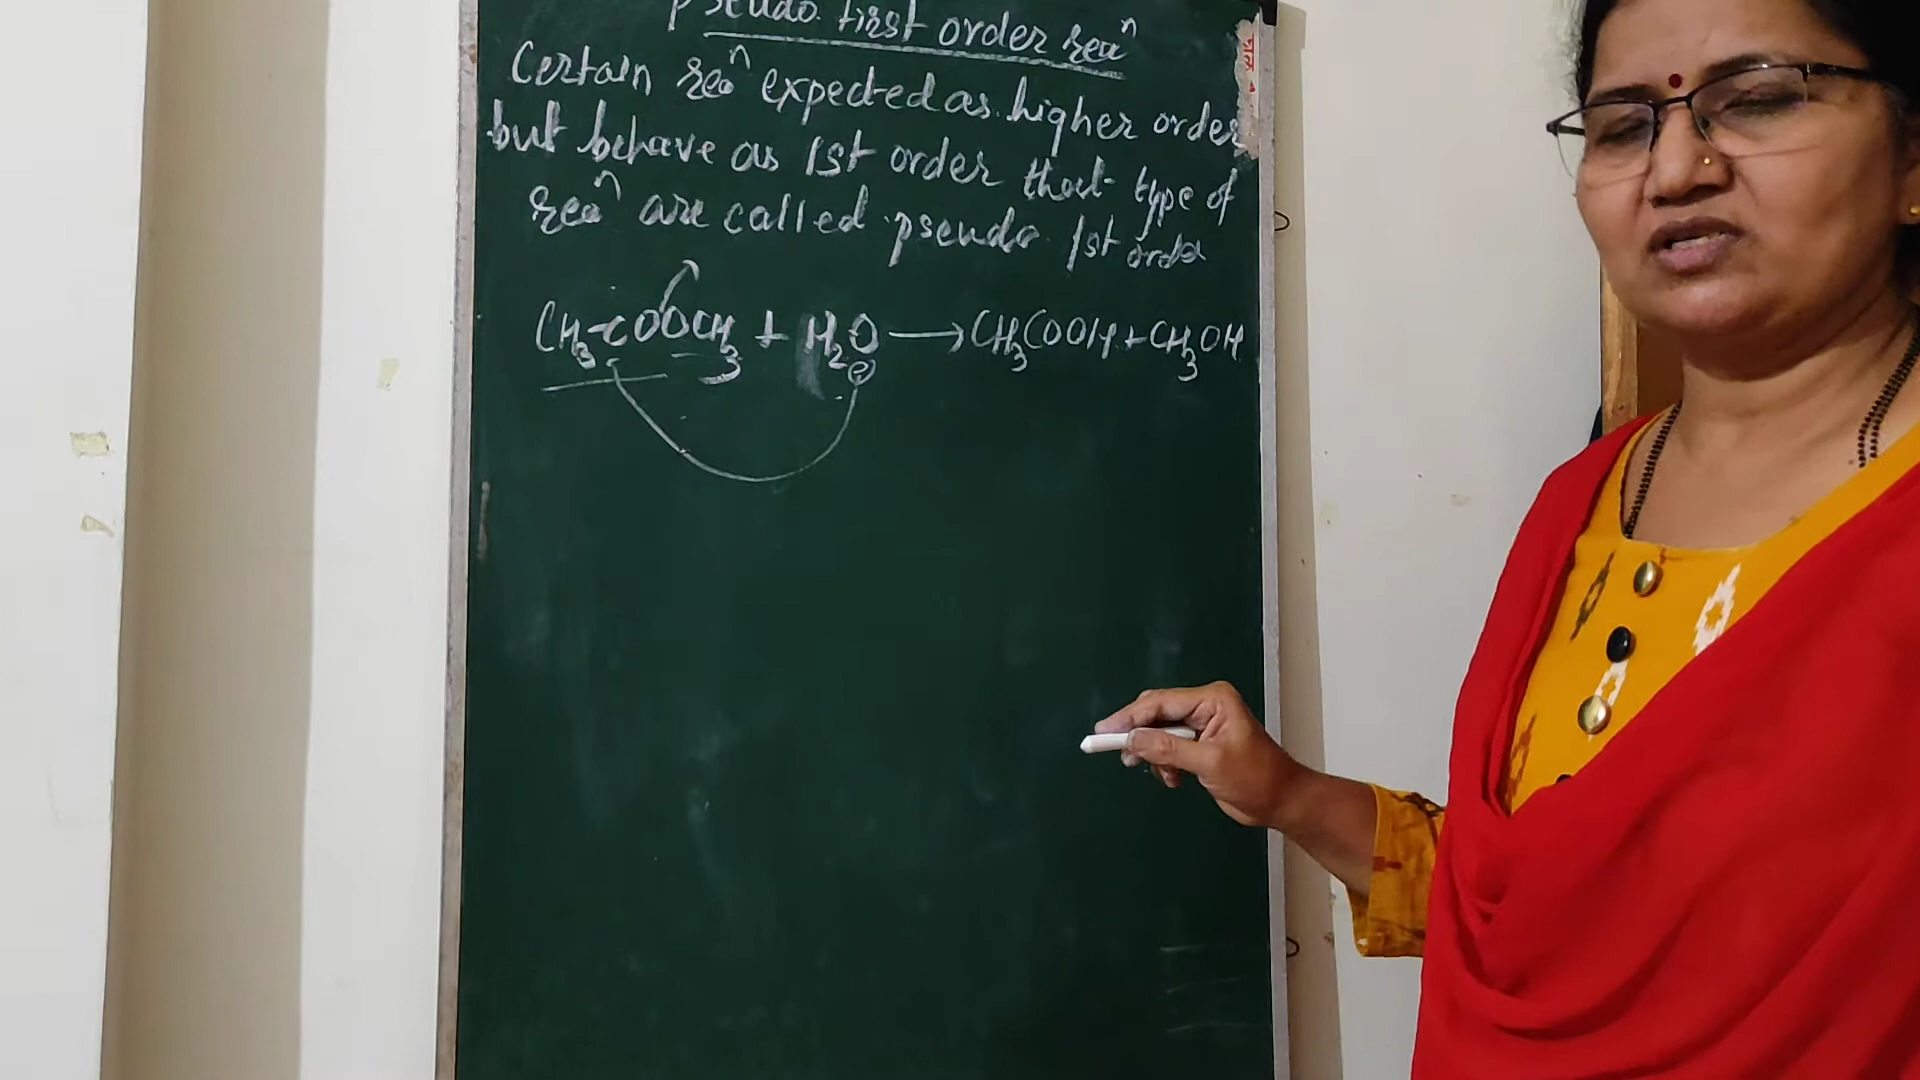 pseudo first order reaⁿ
Certain reaⁿ expected as higher order
but behave as 1st order that type of
reaⁿ are called pseudo 1st order
CH₃-COOCH₃ + H₂O ⟶ CH₃COOH + CH₃OH